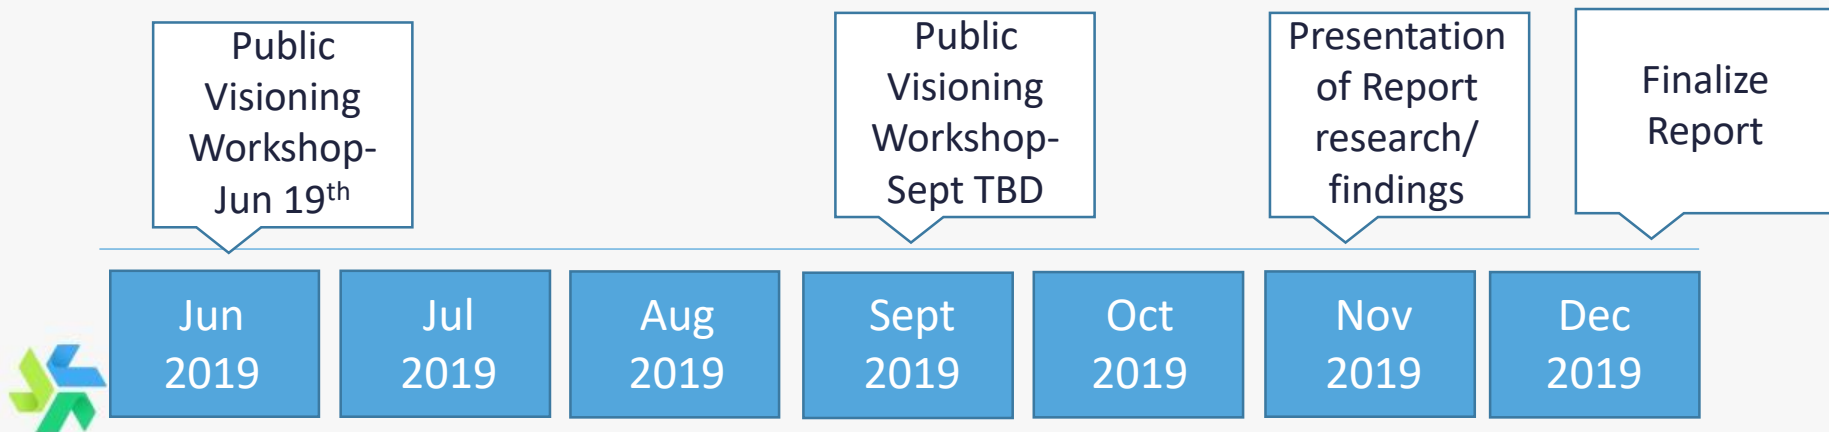 Public
Visioning
Workshop-
Jun 19th
Public
Visioning
Workshop-
Sept TBD
Presentation
of Report
research/
findings
Finalize
Report
Jun
2019
Jul
2019
Aug
2019
Sept
2019
Oct
2019
Nov
2019
Dec
2019